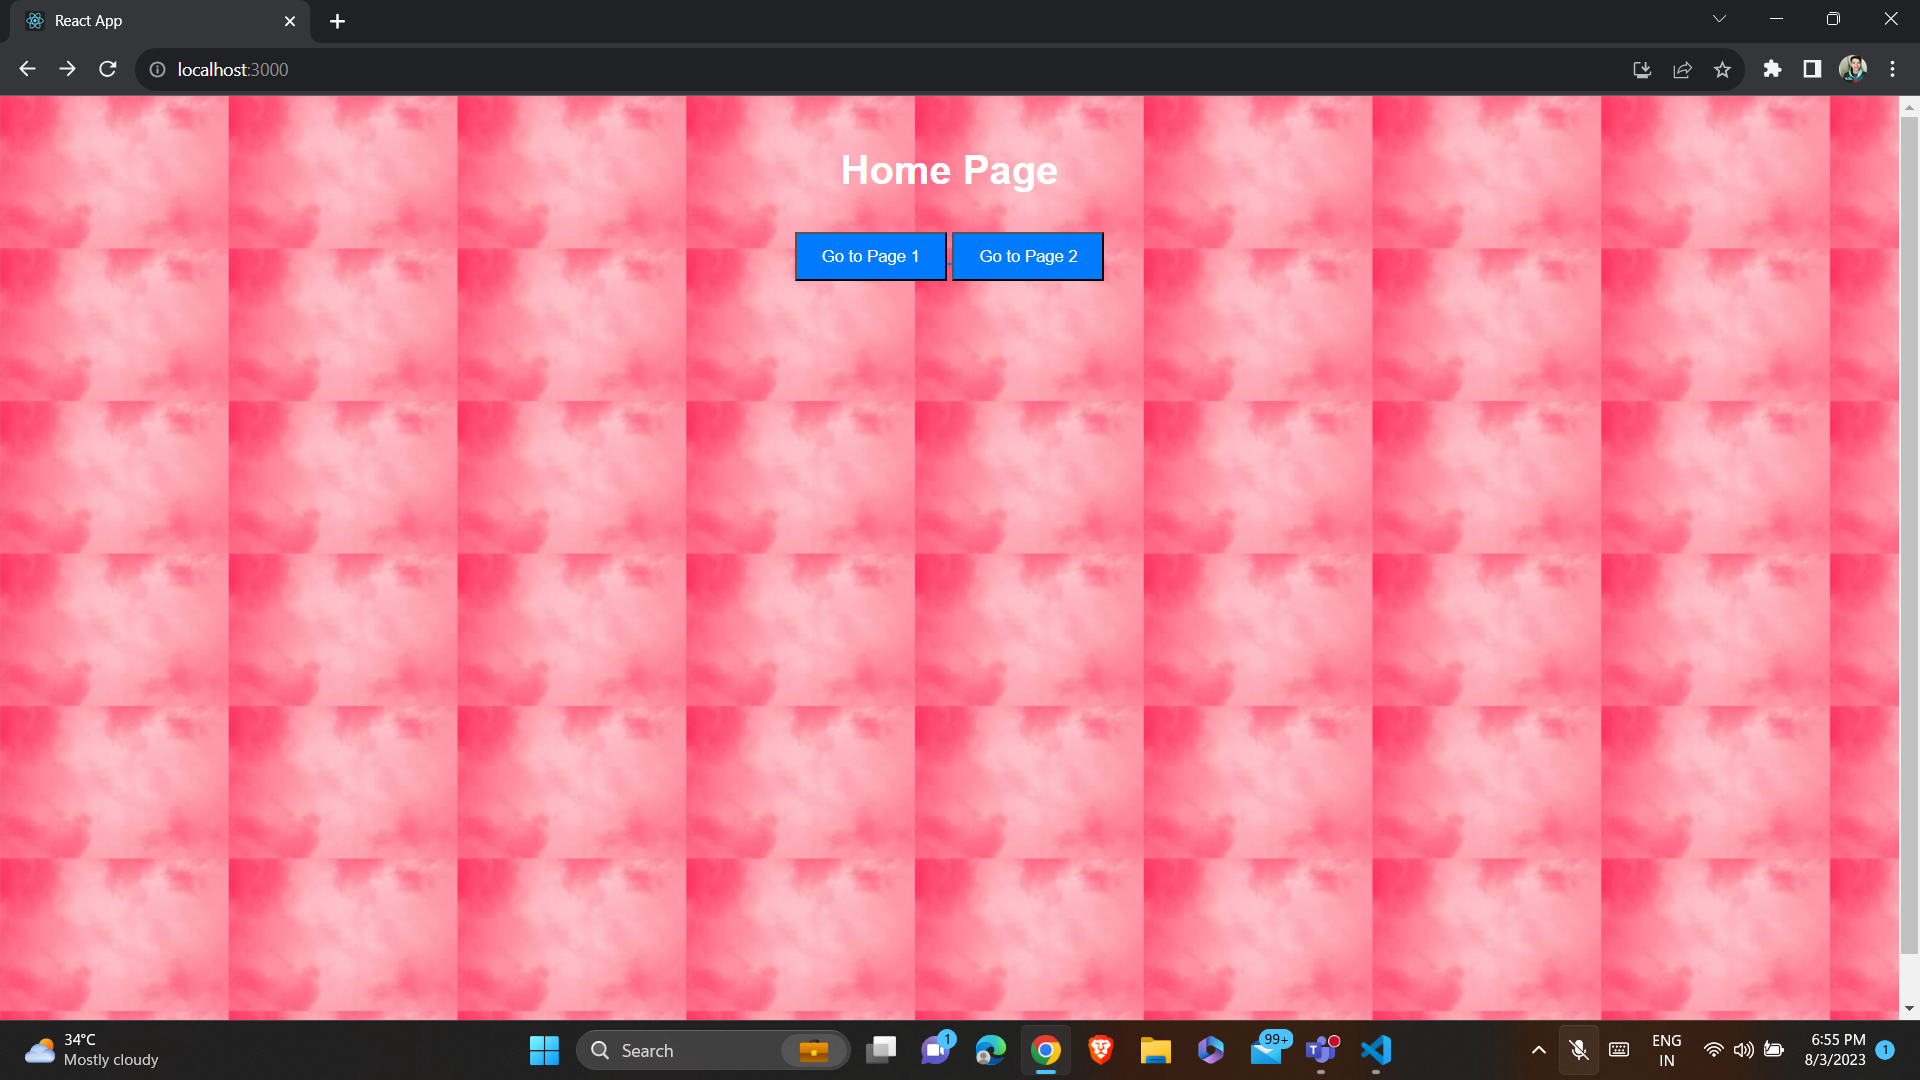 React App
localhost:3000
Home Page
Go to Page 1 Go to Page 2
34°C
Mostly cloudy
Search
1
99+
ENG
IN
6:55 PM
8/3/2023
1